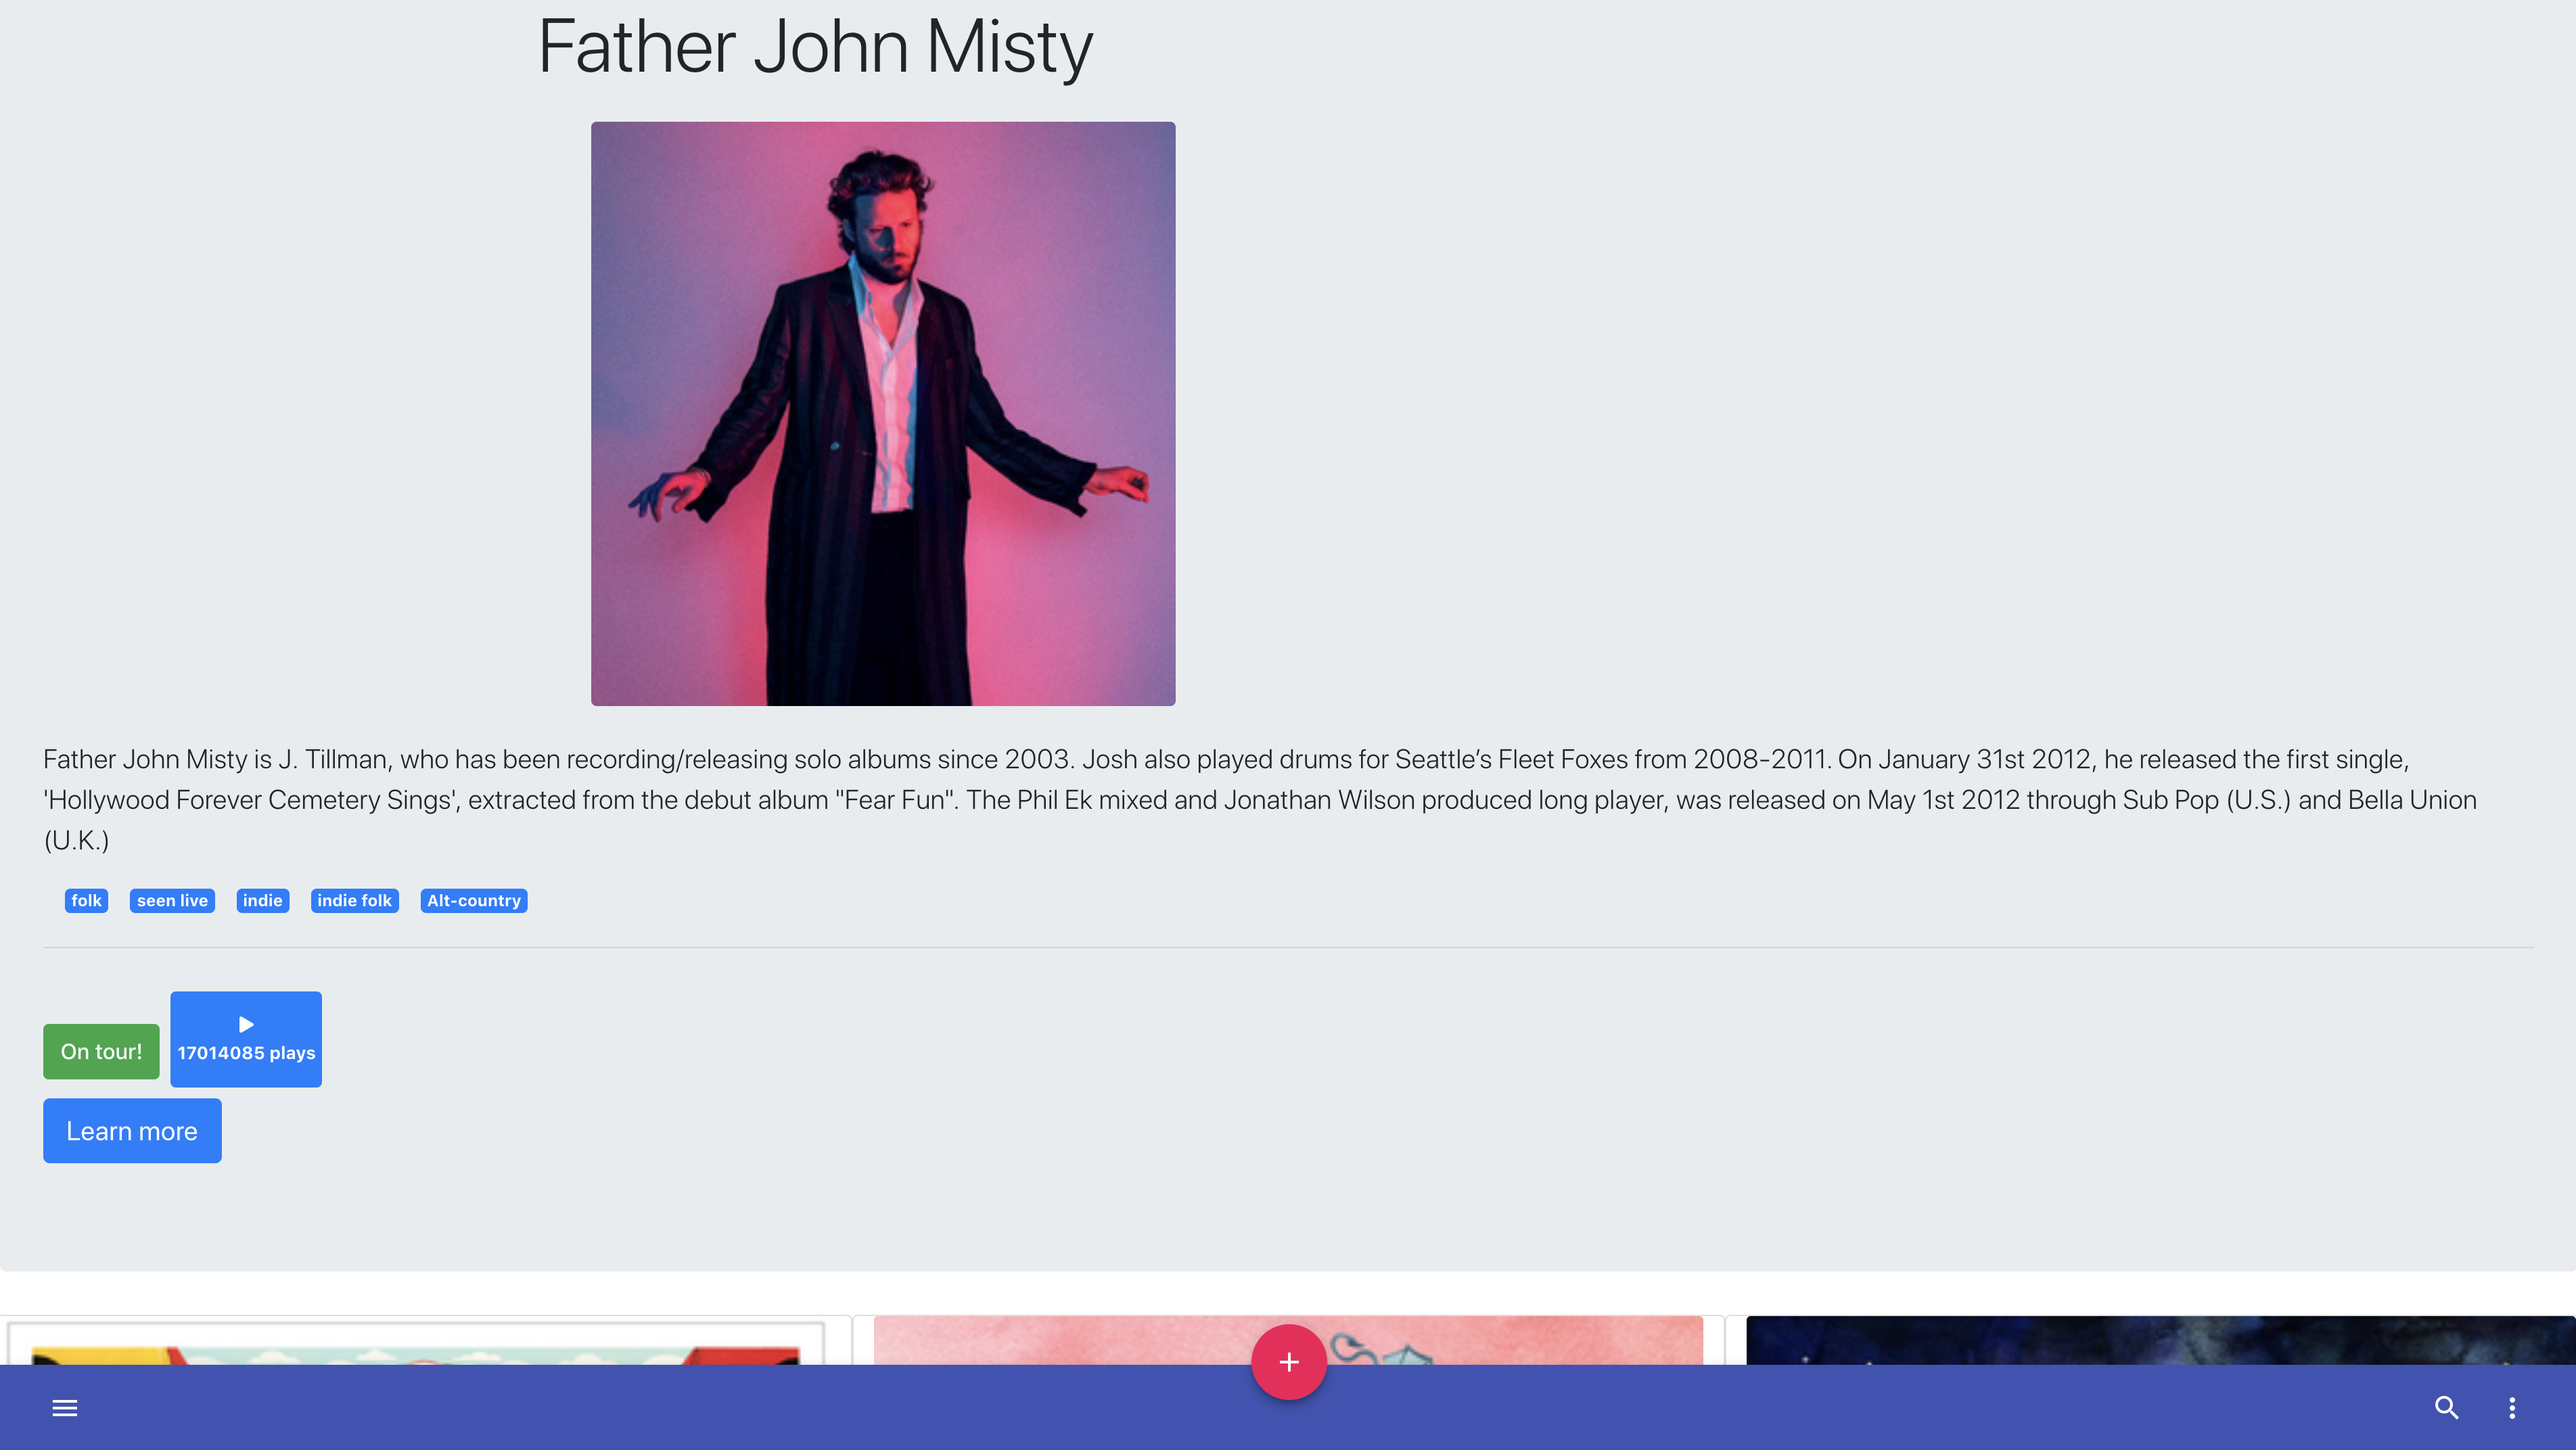 Father John Misty
Father John Misty is J. Tillman, who has been recording/releasing solo albums since 2003. Josh also played drums for Seattle’s Fleet Foxes from 2008-2011. On January 31st 2012, he released the first single,
'Hollywood Forever Cemetery Sings', extracted from the debut album "Fear Fun". The Phil Ek mixed and Jonathan Wilson produced long player, was released on May 1st 2012 through Sub Pop (U.S.) and Bella Union
(U.K.)
folk seen live indie indie folk Alt-country
On tour!
17014085 plays
Learn more